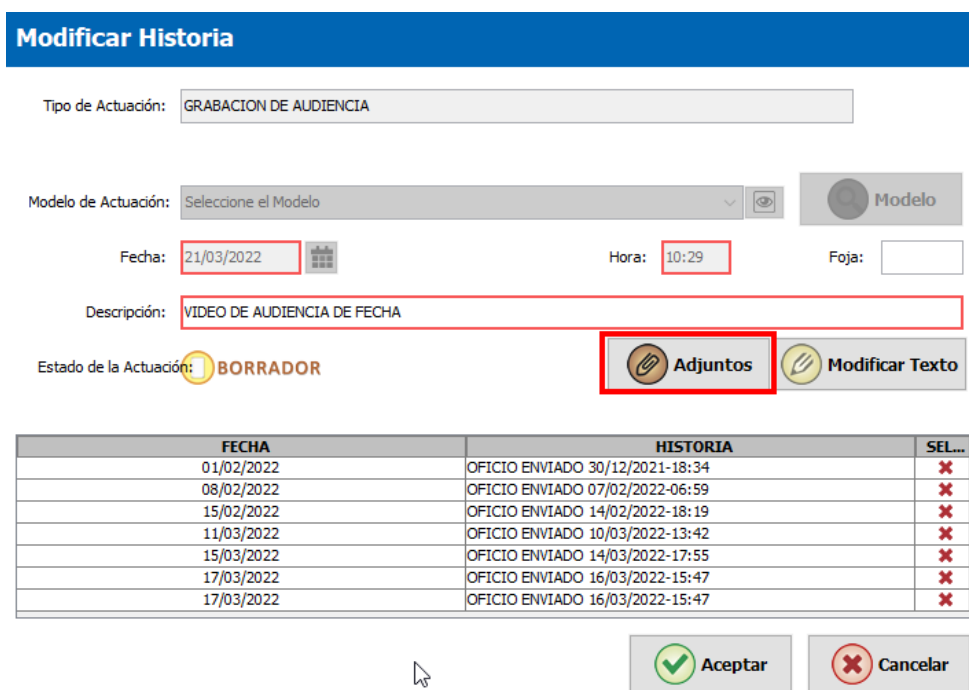 Modificar Historia
Tipo de Actuación: GRABACION DE AUDIENCIA
Modelo de Actuación: Seleccione el Modelo Modelo
Fecha: 21/03/2022 Hora: 10:29 Foja:
Descripción: VIDEO DE AUDIENCIA DE FECHA
Estado de la Actuación: BORRADOR Adjuntos Modificar Texto
FECHA HISTORIA SEL...
01/02/2022 OFICIO ENVIADO 30/12/2021-18:34
08/02/2022 OFICIO ENVIADO 07/02/2022-06:59
15/02/2022 OFICIO ENVIADO 14/02/2022-18:19
11/03/2022 OFICIO ENVIADO 10/03/2022-13:42
15/03/2022 OFICIO ENVIADO 14/03/2022-17:55
17/03/2022 OFICIO ENVIADO 16/03/2022-15:47
17/03/2022 OFICIO ENVIADO 16/03/2022-15:47
Aceptar Cancelar